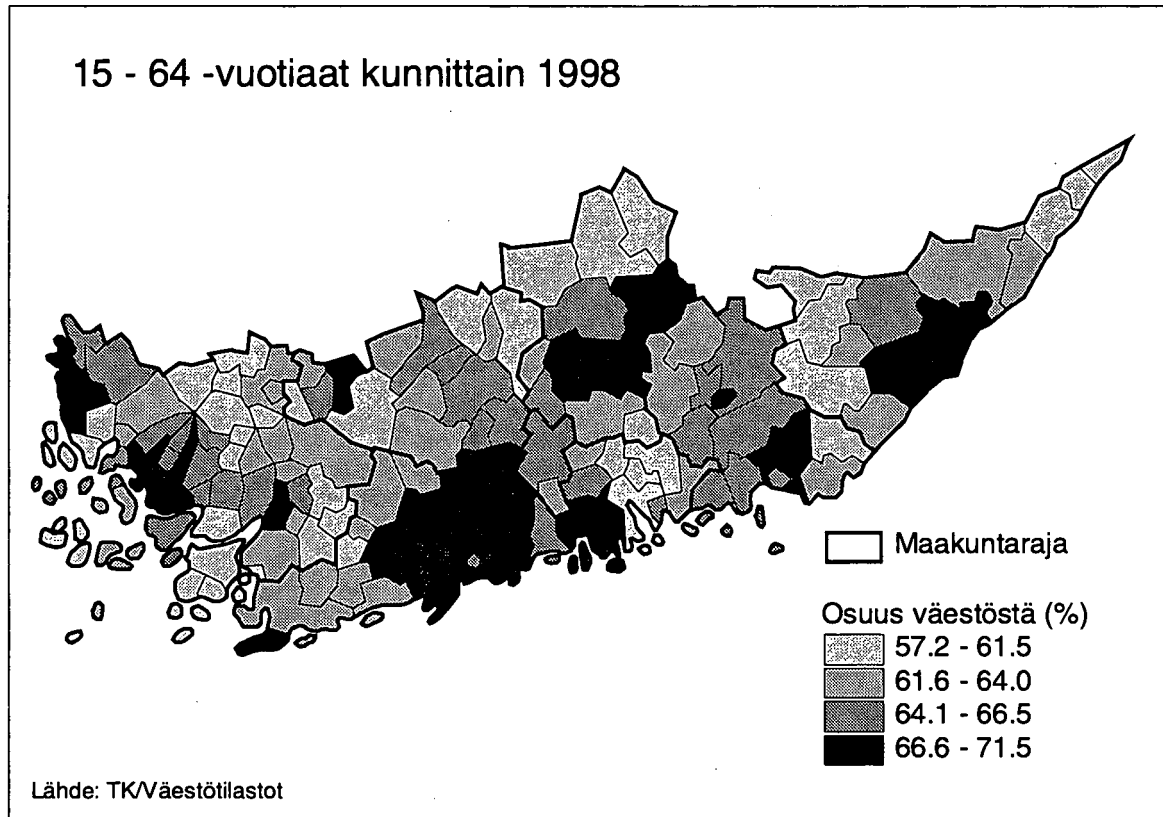 15 - 64 -vuotiaat kunnittain 1998
Maakuntaraja
Osuus väestöstä (%)
57.2 - 61.5
61.6 - 64.0
64.1 - 66.5
66.6 - 71.5
Lähde: TK/Väestötilastot